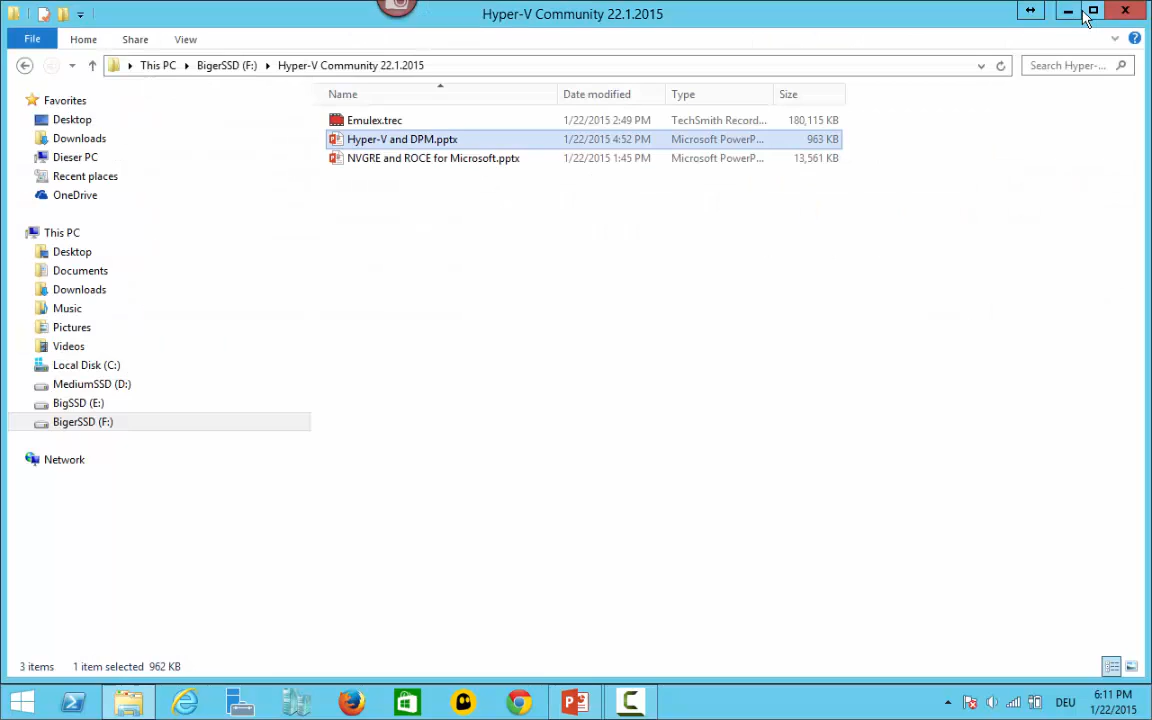 Hyper-V Community 22.1.2015
File Home Share View
This PC BigerSSD (F:) Hyper-V Community 22.1.2015 Search Hyper-...
Name Date modified Type Size
Favorites
Desktop
Downloads
Dieser PC
Recent places
OneDrive
This PC
Desktop
Documents
Downloads
Music
Pictures
Videos
Local Disk (C:)
MediumSSD (D:)
BigSSD (E:)
BigerSSD (F:)
Network
Emulex.trec 1/22/2015 2:49 PM TechSmith Record... 180,115 KB
Hyper-V and DPM.pptx 1/22/2015 4:52 PM Microsoft PowerP... 963 KB
NVGRE and ROCE for Microsoft.pptx 1/22/2015 1:45 PM Microsoft PowerP... 13,561 KB
3 items 1 item selected 962 KB
DEU
6:11 PM
1/22/2015